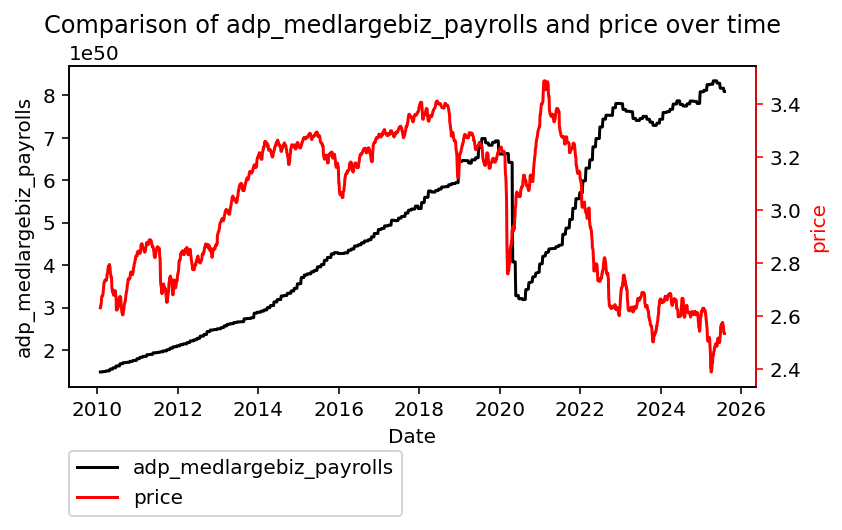 Comparison of adp_medlargebiz_payrolls and price over time
1e50
8
7
6
5
4
3
2
adp_medlargebiz_payrolls
3.4
3.2
3.0
2.8
2.6
2.4
price
2010 2012 2014 2016 2018 2020 2022 2024 2026
Date
adp_medlargebiz_payrolls
price